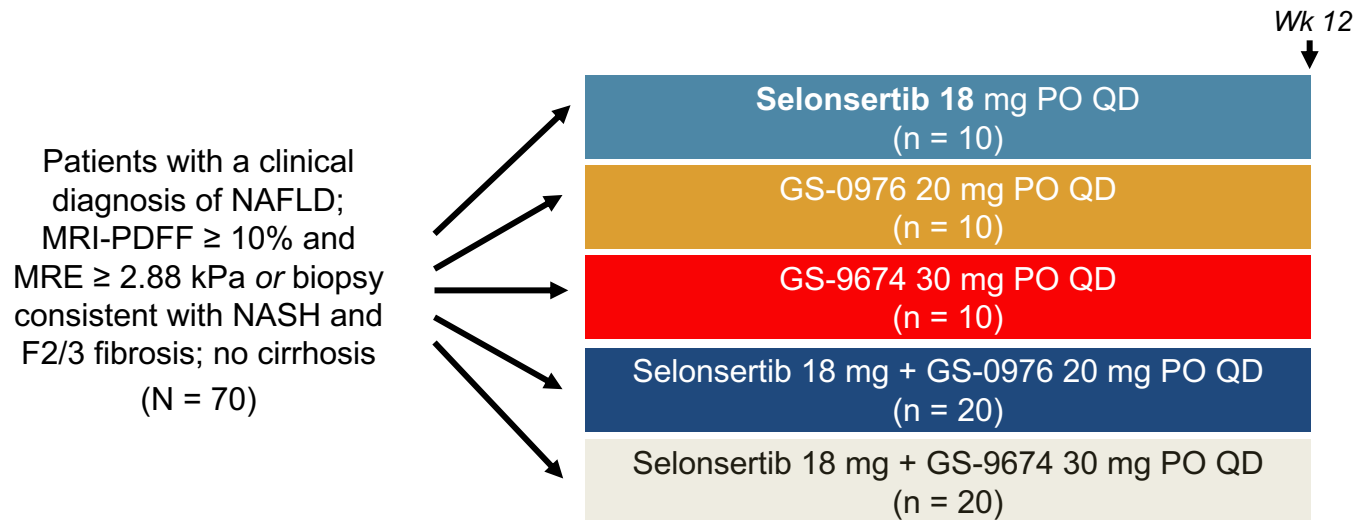 Wk 12
Patients with a clinical
diagnosis of NAFLD;
MRI-PDFF ≥ 10% and
MRE ≥ 2.88 kPa or biopsy
consistent with NASH and
F2/3 fibrosis; no cirrhosis
(N = 70)
Selonsertib 18 mg PO QD
(n = 10)
GS-0976 20 mg PO QD
(n = 10)
GS-9674 30 mg PO QD
(n = 10)
Selonsertib 18 mg + GS-0976 20 mg PO QD
(n = 20)
Selonsertib 18 mg + GS-9674 30 mg PO QD
(n = 20)